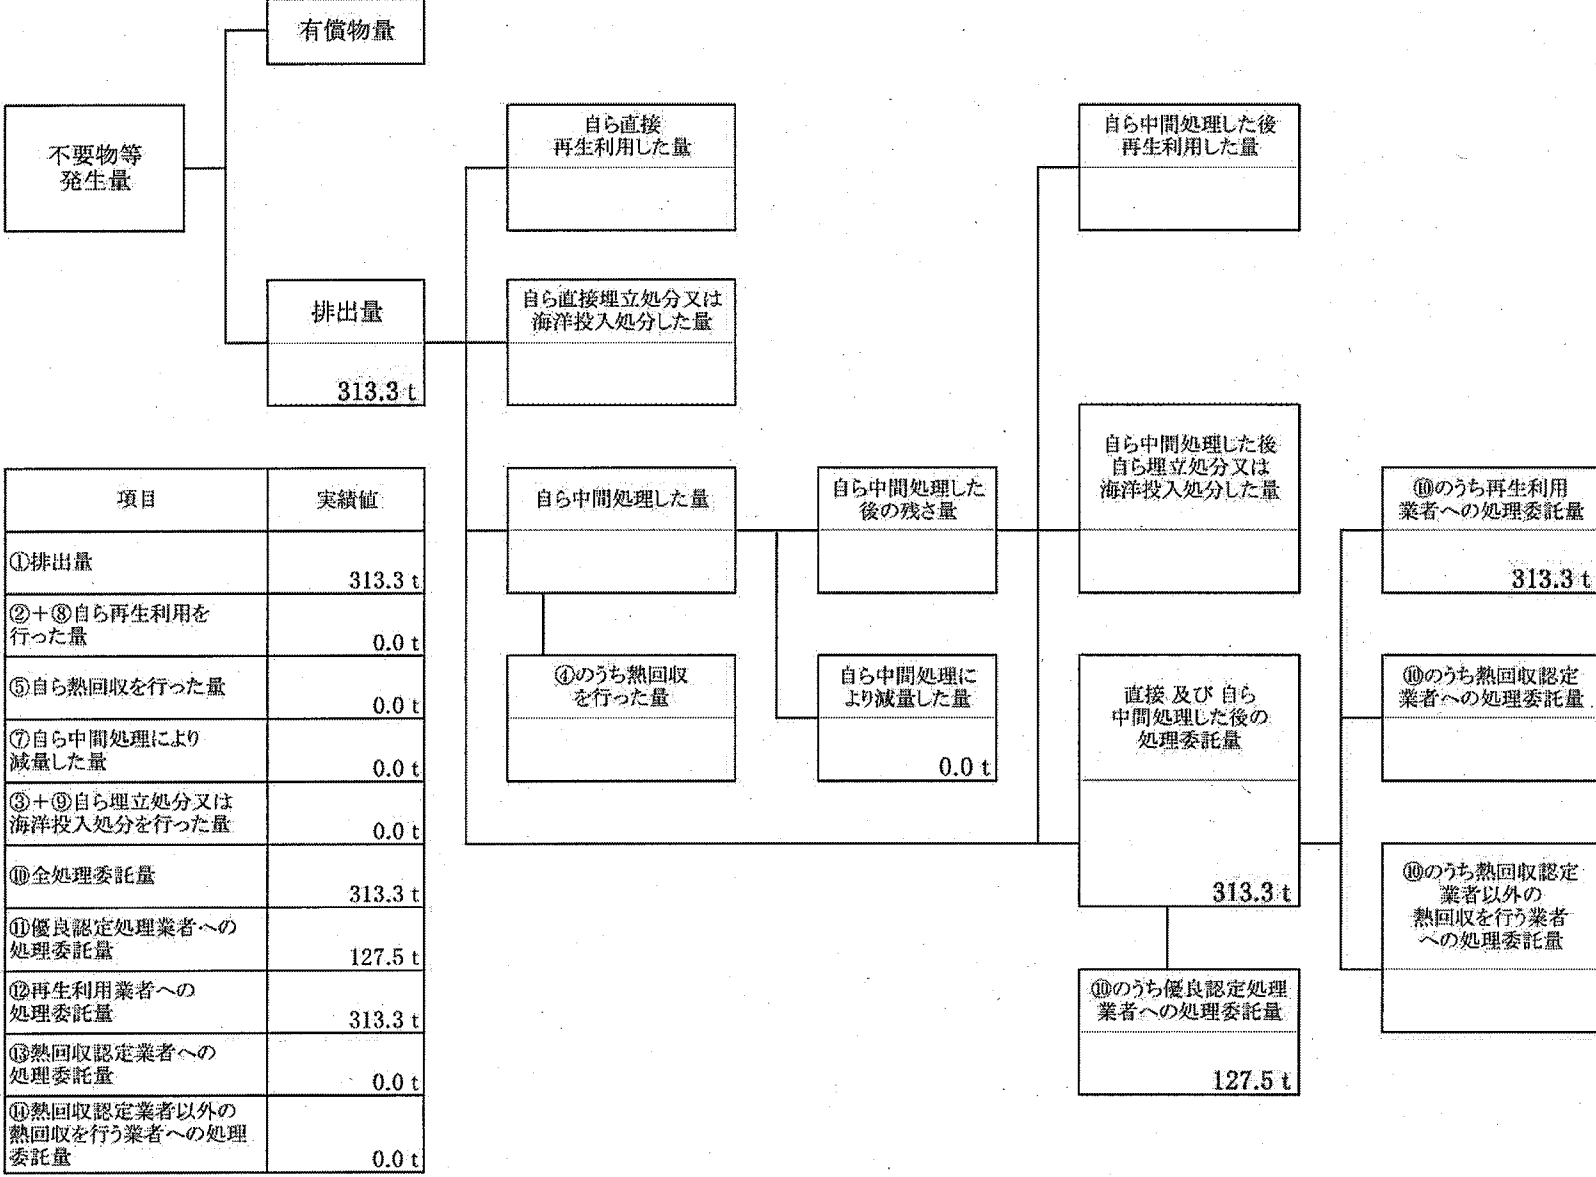 有償物量
不要物等
発生量
自ら直接
再生利用した量
自ら中間処理した後
再生利用した量
排出量
313.3 t
自ら直接埋立処分又は
海洋投入処分した量
自ら中間処理した量
自ら中間処理した
後の残さ量
自ら中間処理した後
自ら埋立処分又は
海洋投入処分した量
⑩のうち再生利用
業者への処理委託量
313.3 t
④のうち熱回収
を行った量
自ら中間処理に
より減量した量
0.0 t
直接 及び 自ら
中間処理した後の
処理委託量
313.3 t
⑩のうち熱回収認定
業者への処理委託量
⑩のうち熱回収認定
業者以外の
熱回収を行う業者
への処理委託量
⑩のうち優良認定処理
業者への処理委託量
127.5 t
項目 実績値
①排出量
313.3 t
②+⑧自ら再生利用を
行った量
0.0 t
⑤自ら熱回収を行った量
0.0 t
⑦自ら中間処理により
減量した量
0.0 t
③+⑨自ら埋立処分又は
海洋投入処分を行った量
0.0 t
⑩全処理委託量
313.3 t
⑪優良認定処理業者への
処理委託量
127.5 t
⑫再生利用業者への
処理委託量
313.3 t
⑬熱回収認定業者への
処理委託量
0.0 t
⑭熱回収認定業者以外の
熱回収を行う業者への処理
委託量
0.0 t